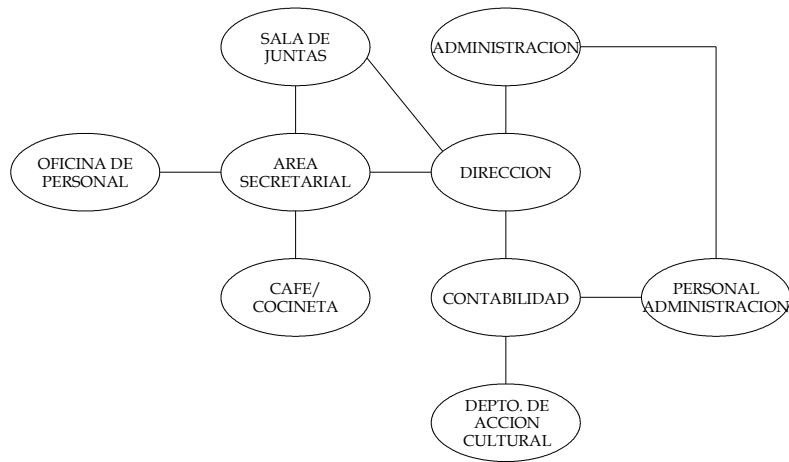 SALA DE
JUNTAS
ADMINISTRACION
OFICINA DE
PERSONAL
AREA
SECRETARIAL
DIRECCION
CAFE/
COCINETA
CONTABILIDAD
PERSONAL
ADMINISTRACION
DEPTO. DE
ACCION
CULTURAL